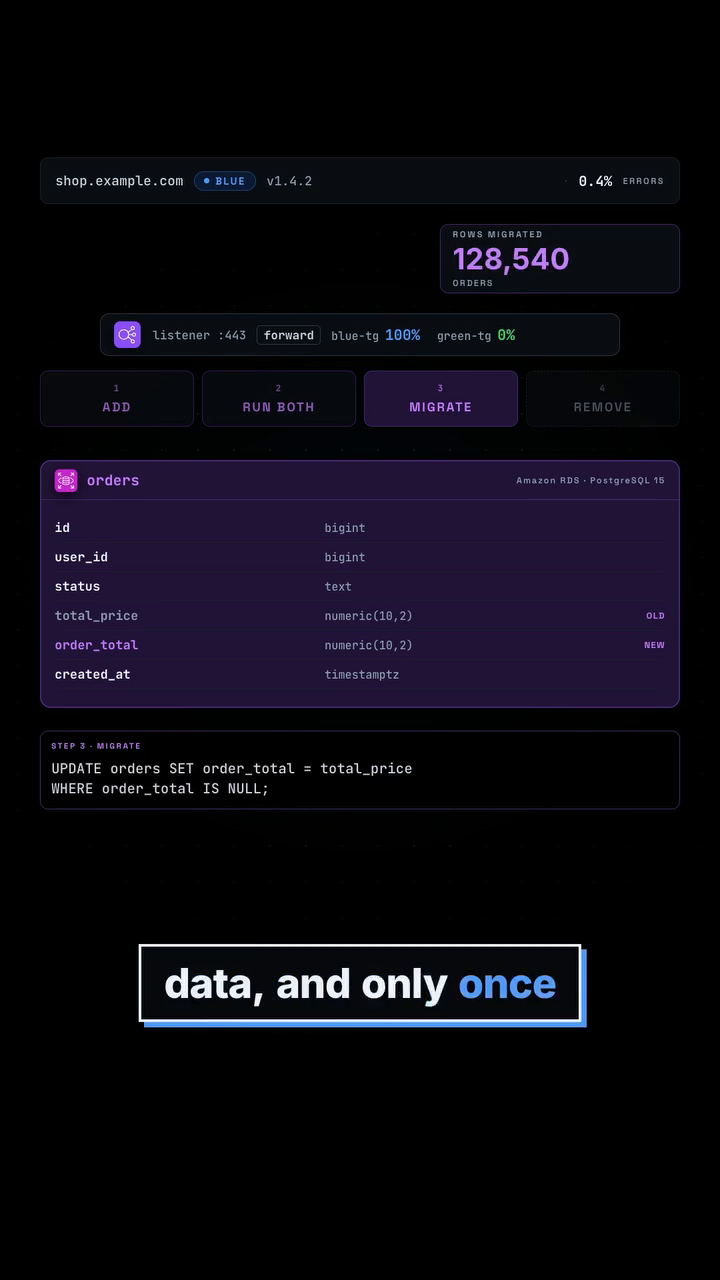 shop.example.com BLUE v1.4.2 0.4% ERRORS
ROWS MIGRATED
128,540
ORDERS
listener :443 forward blue-tg 100% green-tg 0%
1 2 3 4
ADD RUN BOTH MIGRATE REMOVE
orders Amazon RDS · PostgreSQL 15
id bigint
user_id bigint
status text
total_price numeric(10,2) OLD
order_total numeric(10,2) NEW
created_at timestamptz
STEP 3 · MIGRATE
UPDATE orders SET order_total = total_price
WHERE order_total IS NULL;
data, and only once